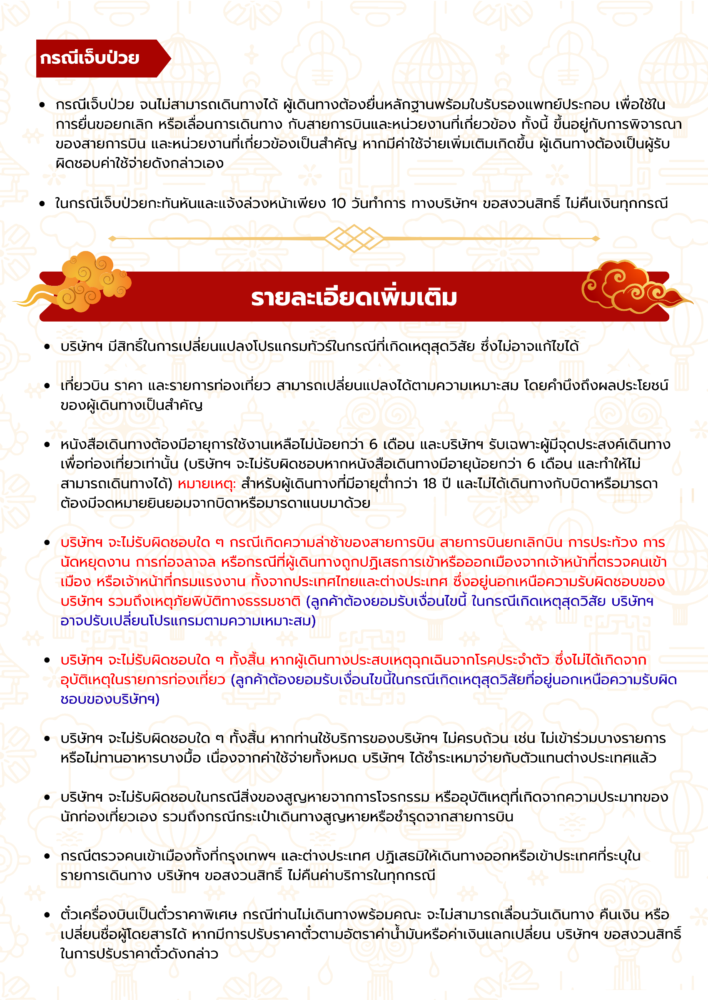 กรณีเจ็บป่วย
• กรณีเจ็บป่วย จนไม่สามารถเดินทางได้ ผู้เดินทางต้องยื่นหลักฐานพร้อมใบรับรองแพทย์ประกอบ เพื่อใช้ใน
การยื่นขอยกเลิก หรือเลื่อนการเดินทาง กับสายการบินและหน่วยงานที่เกี่ยวข้อง ทั้งนี้ ขึ้นอยู่กับการพิจารณา
ของสายการบิน และหน่วยงานที่เกี่ยวข้องเป็นสำคัญ หากมีค่าใช้จ่ายเพิ่มเติมเกิดขึ้น ผู้เดินทางต้องเป็นผู้รับ
ผิดชอบค่าใช้จ่ายดังกล่าวเอง
• ในกรณีเจ็บป่วยกะทันหันและแจ้งล่วงหน้าเพียง 10 วันทำการ ทางบริษัทฯ ขอสงวนสิทธิ์ ไม่คืนเงินทุกกรณี
รายละเอียดเพิ่มเติม
• บริษัทฯ มีสิทธิ์ในการเปลี่ยนแปลงโปรแกรมทัวร์ในกรณีที่เกิดเหตุสุดวิสัย ซึ่งไม่อาจแก้ไขได้
• เที่ยวบิน ราคา และรายการท่องเที่ยว สามารถเปลี่ยนแปลงได้ตามความเหมาะสม โดยคำนึงถึงผลประโยชน์
ของผู้เดินทางเป็นสำคัญ
• หนังสือเดินทางต้องมีอายุการใช้งานเหลือไม่น้อยกว่า 6 เดือน และบริษัทฯ รับเฉพาะผู้มีจุดประสงค์เดินทาง
เพื่อท่องเที่ยวเท่านั้น (บริษัทฯ จะไม่รับผิดชอบหากหนังสือเดินทางมีอายุน้อยกว่า 6 เดือน และทำให้ไม่
สามารถเดินทางได้) หมายเหตุ: สำหรับผู้เดินทางที่มีอายุต่ำกว่า 18 ปี และไม่ได้เดินทางกับบิดาหรือมารดา
ต้องมีจดหมายยินยอมจากบิดาหรือมารดาแนบมาด้วย
• บริษัทฯ จะไม่รับผิดชอบใด ๆ กรณีเกิดความล่าช้าของสายการบิน สายการบินยกเลิกบิน การประท้วง การ
นัดหยุดงาน การก่อจลาจล หรือกรณีที่ผู้เดินทางถูกปฏิเสธการเข้าหรือออกเมืองจากเจ้าหน้าที่ตรวจคนเข้า
เมือง หรือเจ้าหน้าที่กรมแรงงาน ทั้งจากประเทศไทยและต่างประเทศ ซึ่งอยู่นอกเหนือความรับผิดชอบของ
บริษัทฯ รวมถึงเหตุภัยพิบัติทางธรรมชาติ (ลูกค้าต้องยอมรับเงื่อนไขนี้ ในกรณีเกิดเหตุสุดวิสัย บริษัทฯ
อาจปรับเปลี่ยนโปรแกรมตามความเหมาะสม)
• บริษัทฯ จะไม่รับผิดชอบใด ๆ ทั้งสิ้น หากผู้เดินทางประสบเหตุฉุกเฉินจากโรคประจำตัว ซึ่งไม่ได้เกิดจาก
อุบัติเหตุในรายการท่องเที่ยว (ลูกค้าต้องยอมรับเงื่อนไขนี้ในกรณีเกิดเหตุสุดวิสัยที่อยู่นอกเหนือความรับผิด
ชอบของบริษัทฯ)
• บริษัทฯ จะไม่รับผิดชอบใด ๆ ทั้งสิ้น หากท่านใช้บริการของบริษัทฯ ไม่ครบถ้วน เช่น ไม่เข้าร่วมบางรายการ
หรือไม่ทานอาหารบางมื้อ เนื่องจากค่าใช้จ่ายทั้งหมด บริษัทฯ ได้ชำระเหมาจ่ายกับตัวแทนต่างประเทศแล้ว
• บริษัทฯ จะไม่รับผิดชอบในกรณีสิ่งของสูญหายจากการโจรกรรม หรืออุบัติเหตุที่เกิดจากความประมาทของ
นักท่องเที่ยวเอง รวมถึงกรณีกระเป๋าเดินทางสูญหายหรือชำรุดจากสายการบิน
• กรณีตรวจคนเข้าเมืองทั้งที่กรุงเทพฯ และต่างประเทศ ปฏิเสธมิให้เดินทางออกหรือเข้าประเทศที่ระบุใน
รายการเดินทาง บริษัทฯ ขอสงวนสิทธิ์ ไม่คืนค่าบริการในทุกกรณี
• ตั๋วเครื่องบินเป็นตั๋วราคาพิเศษ กรณีท่านไม่เดินทางพร้อมคณะ จะไม่สามารถเลื่อนวันเดินทาง คืนเงิน หรือ
เปลี่ยนชื่อผู้โดยสารได้ หากมีการปรับราคาตั๋วตามอัตราค่าน้ำมันหรือค่าเงินแลกเปลี่ยน บริษัทฯ ขอสงวนสิทธิ์
ในการปรับราคาตั๋วดังกล่าว